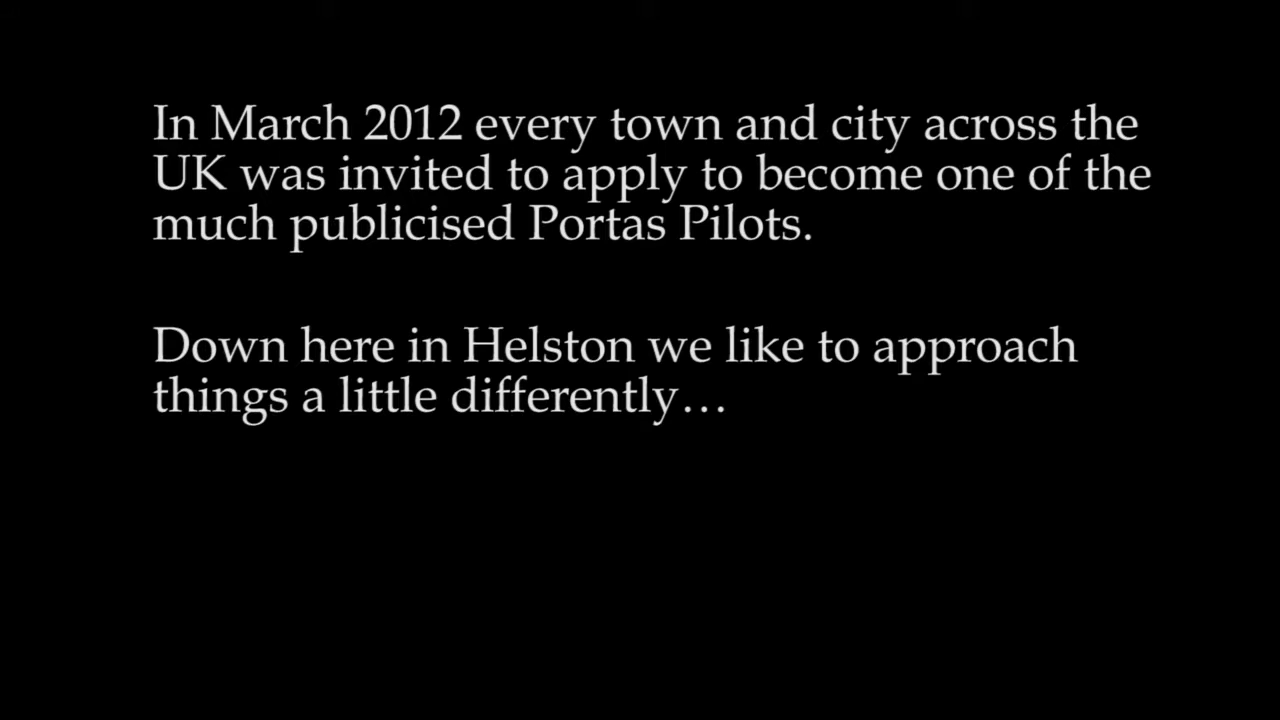 In March 2012 every town and city across the
UK was invited to apply to become one of the
much publicised Portas Pilots.
Down here in Helston we like to approach
things a little differently…